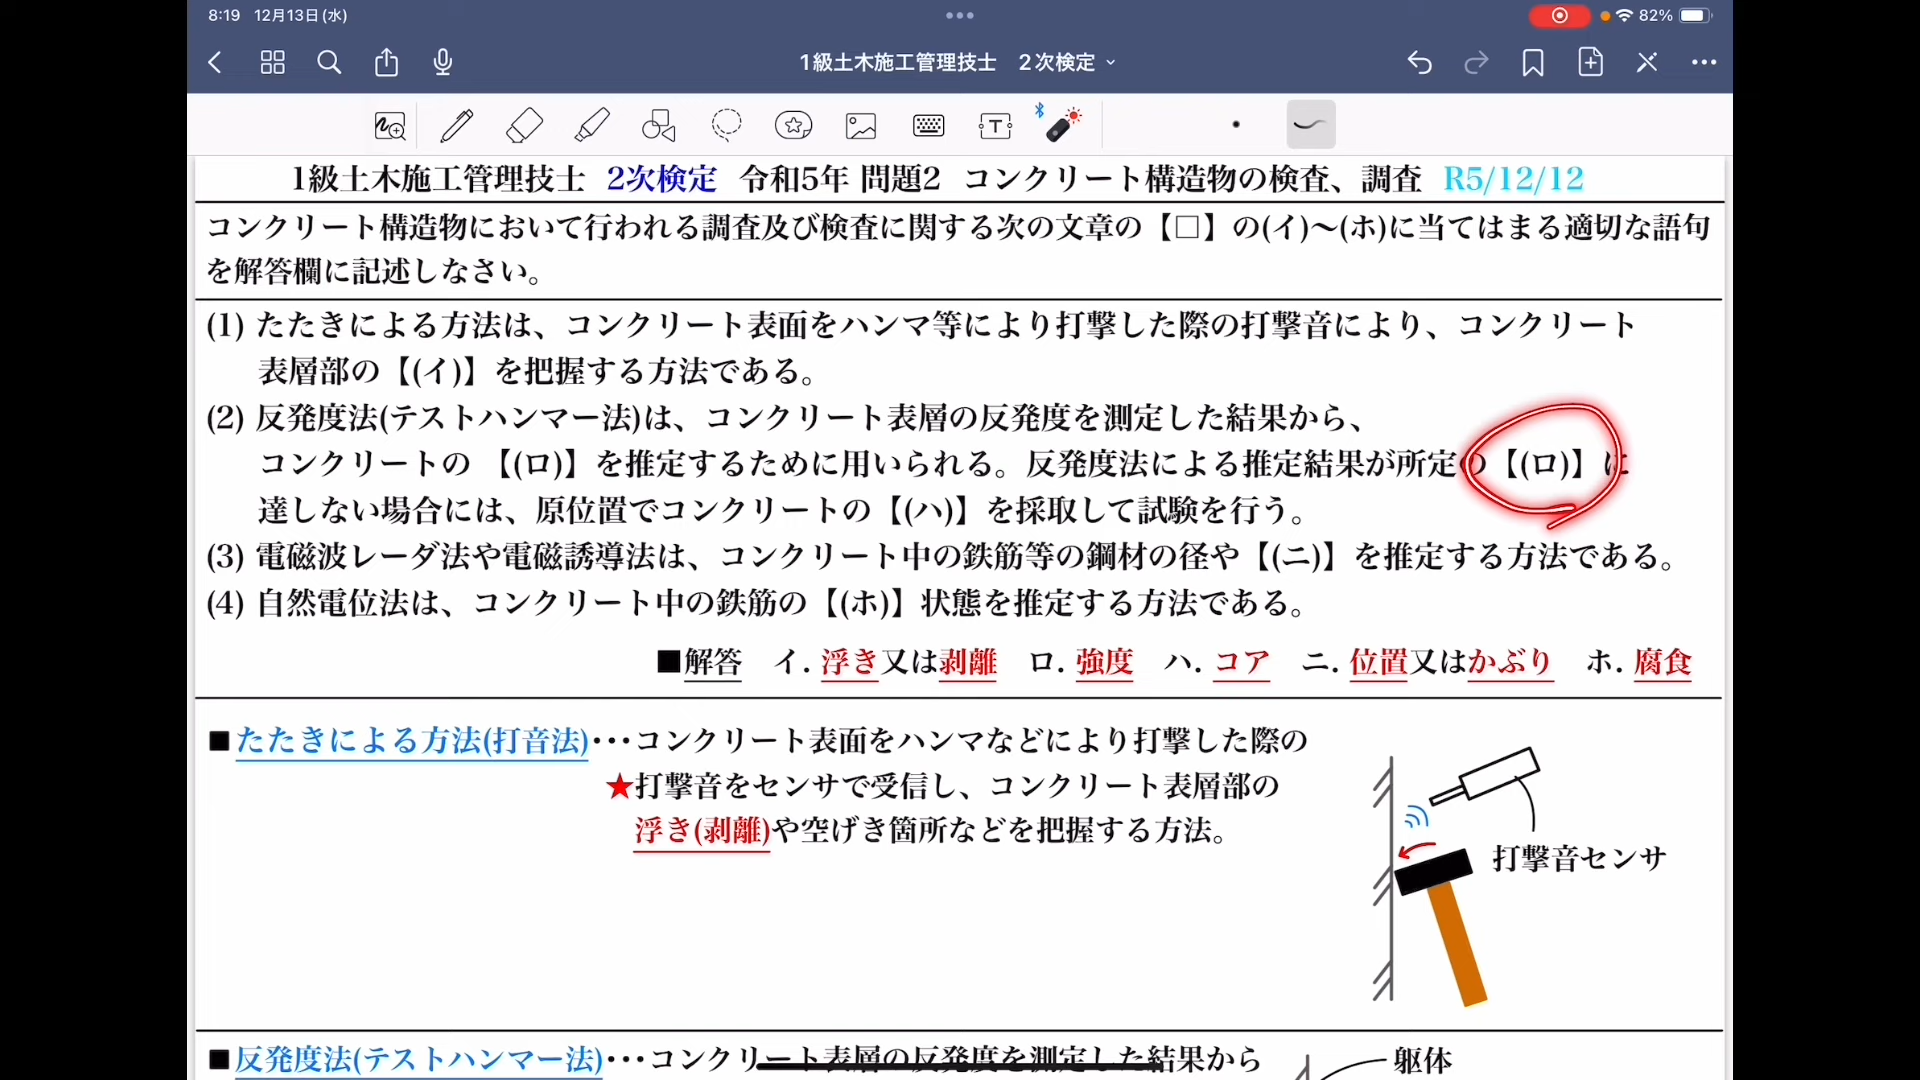 8:19 12月13日(水)
82%
1級土木施工管理技士 2次検定
1級土木施工管理技士 2次検定 令和5年 問題2 コンクリート構造物の検査、調査 R5/12/12
コンクリート構造物において行われる調査及び検査に関する次の文章の【□】の(イ)～(ホ)に当てはまる適切な語句
を解答欄に記述しなさい。
(1) たたきによる方法は、コンクリート表面をハンマ等により打撃した際の打撃音により、コンクリート
表層部の【(イ)】を把握する方法である。
(2) 反発度法(テストハンマー法)は、コンクリート表層の反発度を測定した結果から、
コンクリートの 【(ロ)】を推定するために用いられる。反発度法による推定結果が所定の【(ロ)】に
達しない場合には、原位置でコンクリートの【(ハ)】を採取して試験を行う。
(3) 電磁波レーダ法や電磁誘導法は、コンクリート中の鉄筋等の鋼材の径や【(ニ)】を推定する方法である。
(4) 自然電位法は、コンクリート中の鉄筋の【(ホ)】状態を推定する方法である。
■解答 イ. 浮き又は剥離 ロ. 強度 ハ. コア ニ. 位置又はかぶり ホ. 腐食
■たたきによる方法(打音法)･･･コンクリート表面をハンマなどにより打撃した際の
★打撃音をセンサで受信し、コンクリート表層部の
浮き(剥離)や空げき箇所などを把握する方法。
打撃音センサ
■反発度法(テストハンマー法)･･･コンクリート表層の反発度を測定した結果から
躯体